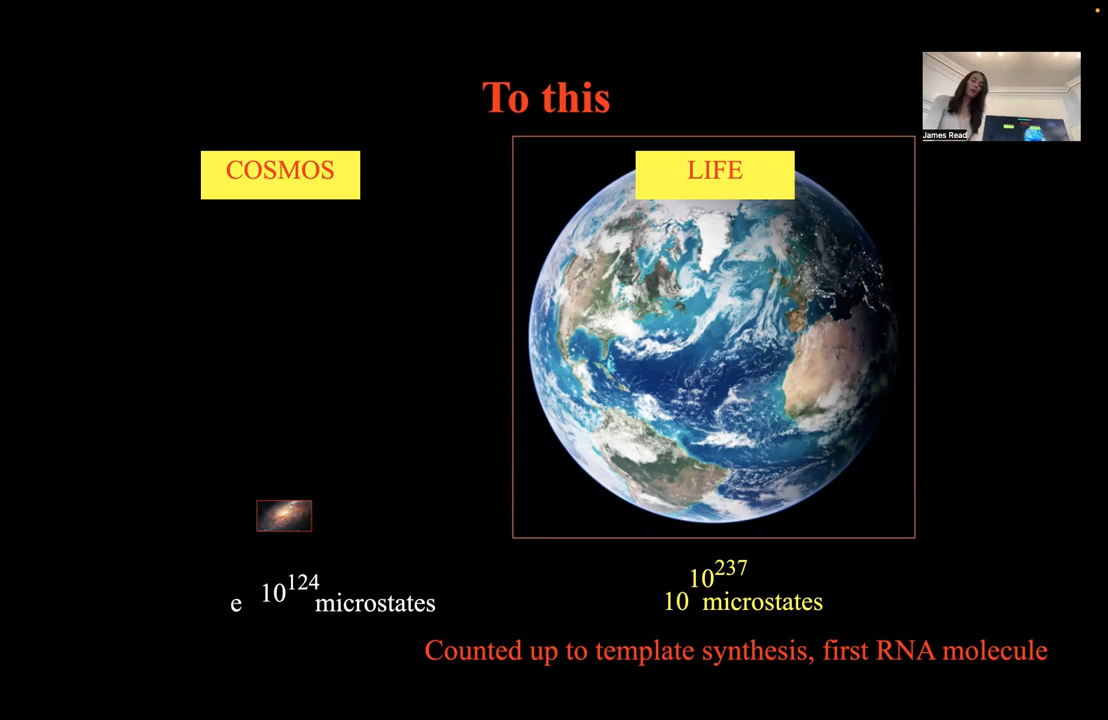 To this
James Read
COSMOS
LIFE
e 10^124 microstates
10^237
10 microstates
Counted up to template synthesis, first RNA molecule